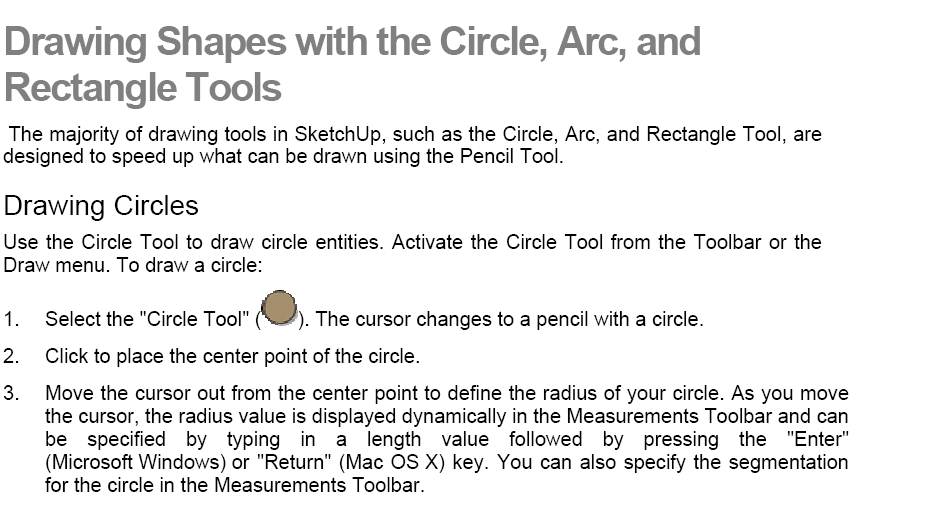 Drawing Shapes with the Circle, Arc, and
Rectangle Tools
The majority of drawing tools in SketchUp, such as the Circle, Arc, and Rectangle Tool, are
designed to speed up what can be drawn using the Pencil Tool.
Drawing Circles
Use the Circle Tool to draw circle entities. Activate the Circle Tool from the Toolbar or the
Draw menu. To draw a circle:
1. Select the "Circle Tool" ( ). The cursor changes to a pencil with a circle.
2. Click to place the center point of the circle.
3. Move the cursor out from the center point to define the radius of your circle. As you move
the cursor, the radius value is displayed dynamically in the Measurements Toolbar and can
be specified by typing in a length value followed by pressing the "Enter"
(Microsoft Windows) or "Return" (Mac OS X) key. You can also specify the segmentation
for the circle in the Measurements Toolbar.